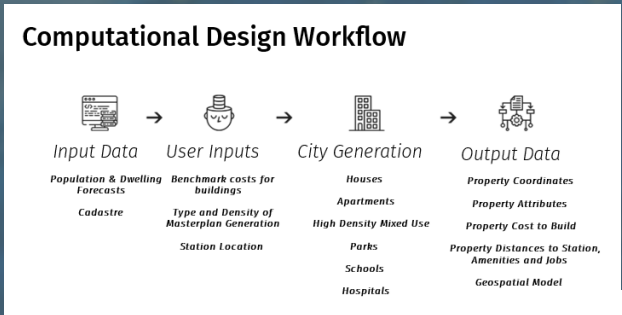 Computational Design Workflow
Input Data
Population & Dwelling
Forecasts
Cadastre
User Inputs
Benchmark costs for
buildings
Type and Density of
Masterplan Generation
Station Location
City Generation
Houses
Apartments
High Density Mixed Use
Parks
Schools
Hospitals
Output Data
Property Coordinates
Property Attributes
Property Cost to Build
Property Distances to Station,
Amenities and Jobs
Geospatial Model